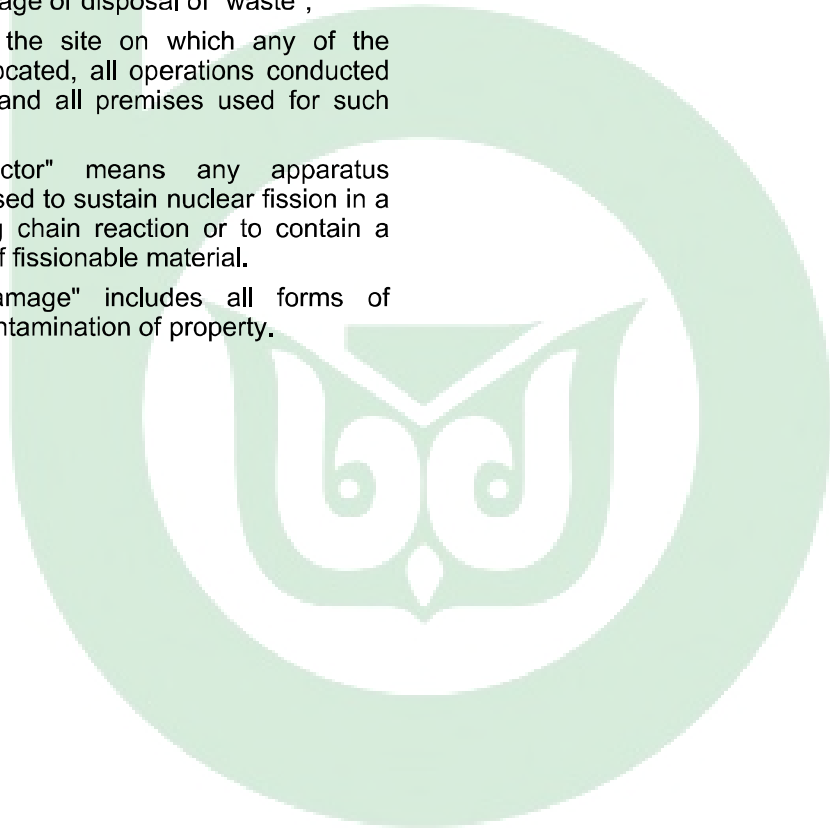 age or disposal of "waste";
the site on which any of the
ocated, all operations conducted
and all premises used for such
ctor" means any apparatus
sed to sustain nuclear fission in a
g chain reaction or to contain a
f fissionable material.
amage" includes all forms of
ntamination of property.